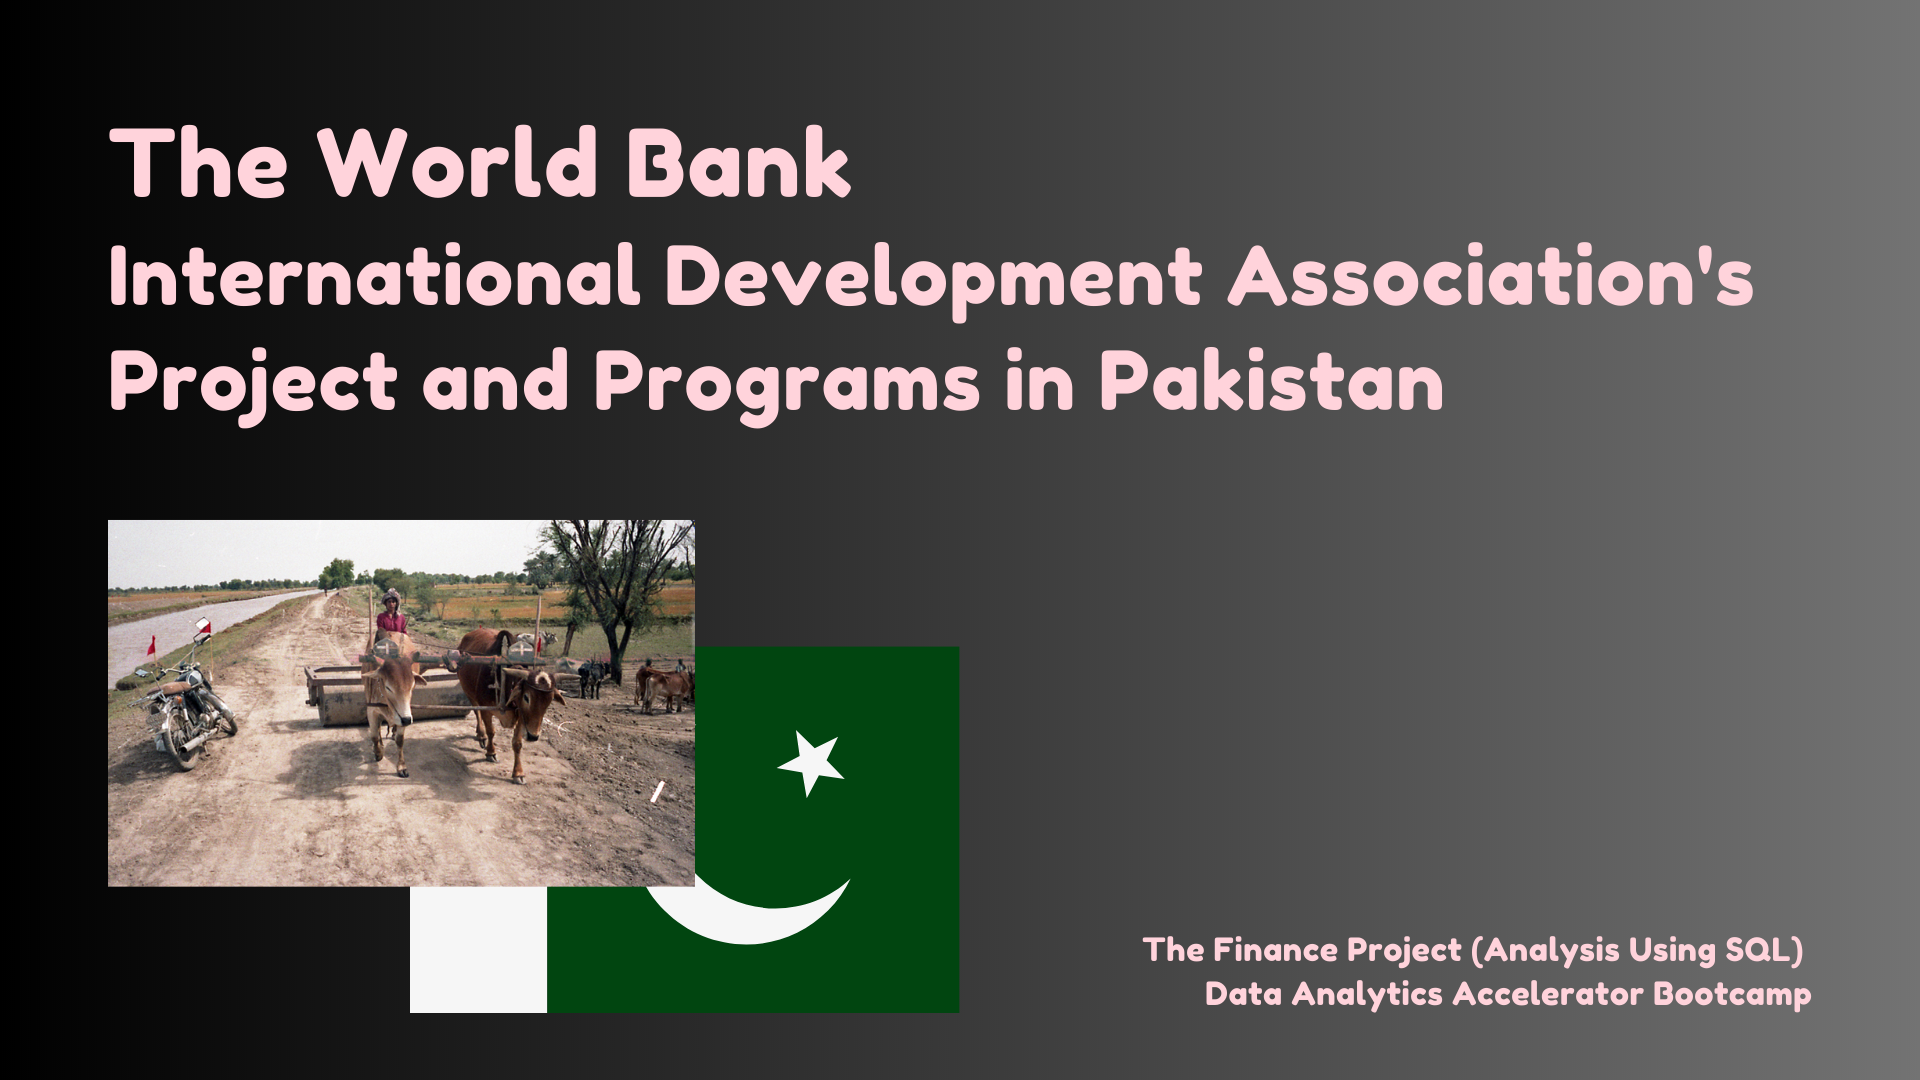 The World Bank
International Development Association's
Project and Programs in Pakistan
The Finance Project (Analysis Using SQL)
Data Analytics Accelerator Bootcamp